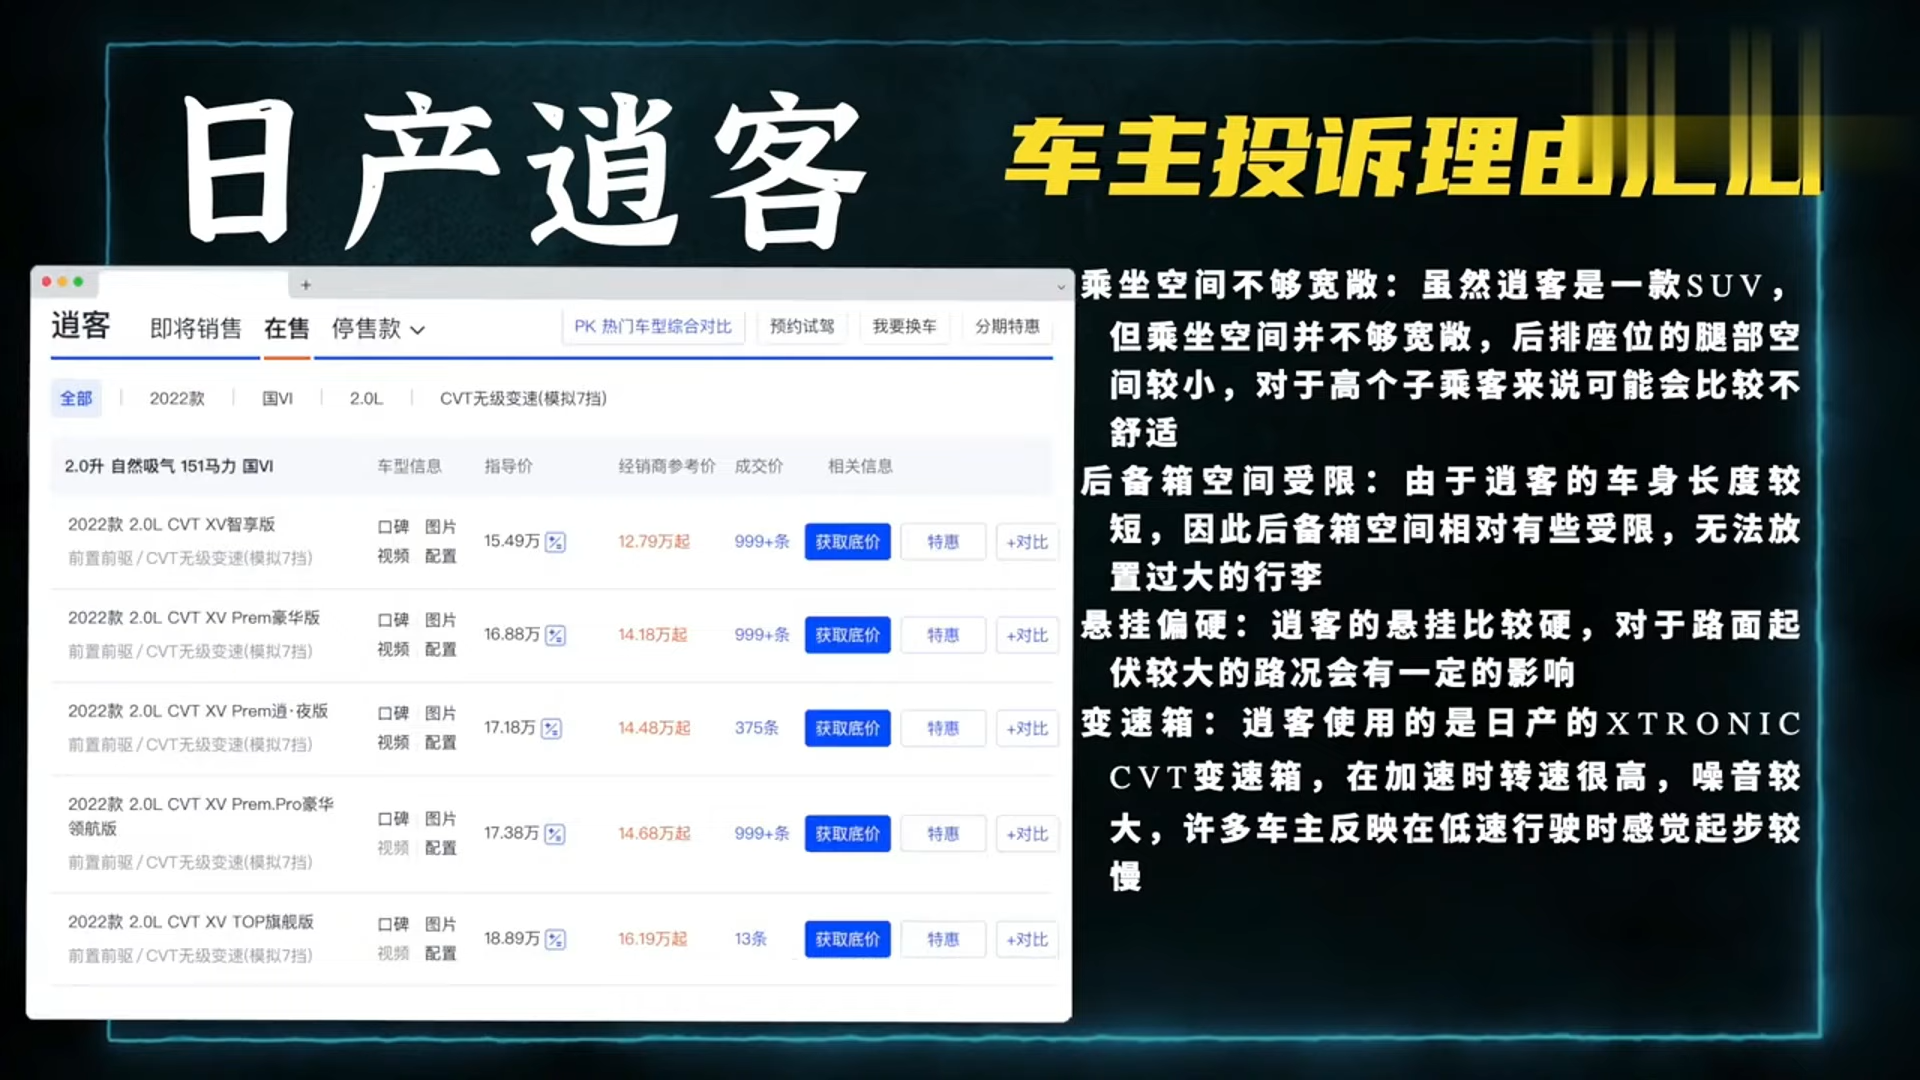 日产逍客
车主投诉理由
逍客 即将销售 在售 停售款
PK 热门车型综合对比 预约试驾 我要换车 分期特惠
全部 2022款 国VI 2.0L CVT无级变速(模拟7挡)
2.0升 自然吸气 151马力 国VI 车型信息 指导价 经销商参考价 成交价 相关信息
2022款 2.0L CVT XV智享版
前置前驱/CVT无级变速(模拟7挡)
口碑 图片
视频 配置
15.49万 12.79万起 999+条 获取底价 特惠 +对比
2022款 2.0L CVT XV Prem豪华版
前置前驱/CVT无级变速(模拟7挡)
口碑 图片
视频 配置
16.88万 14.18万起 999+条 获取底价 特惠 +对比
2022款 2.0L CVT XV Prem逍·夜版
前置前驱/CVT无级变速(模拟7挡)
口碑 图片
视频 配置
17.18万 14.48万起 375条 获取底价 特惠 +对比
2022款 2.0L CVT XV Prem.Pro豪华
领航版
前置前驱/CVT无级变速(模拟7挡)
口碑 图片
视频 配置
17.38万 14.68万起 999+条 获取底价 特惠 +对比
2022款 2.0L CVT XV TOP旗舰版
前置前驱/CVT无级变速(模拟7挡)
口碑 图片
视频 配置
18.89万 16.19万起 13条 获取底价 特惠 +对比
乘坐空间不够宽敞：虽然逍客是一款SUV，
但乘坐空间并不够宽敞，后排座位的腿部空
间较小，对于高个子乘客来说可能会比较不
舒适
后备箱空间受限：由于逍客的车身长度较
短，因此后备箱空间相对有些受限，无法放
置过大的行李
悬挂偏硬：逍客的悬挂比较硬，对于路面起
伏较大的路况会有一定的影响
变速箱：逍客使用的是日产的XTRONIC
CVT变速箱，在加速时转速很高，噪音较
大，许多车主反映在低速行驶时感觉起步较
慢